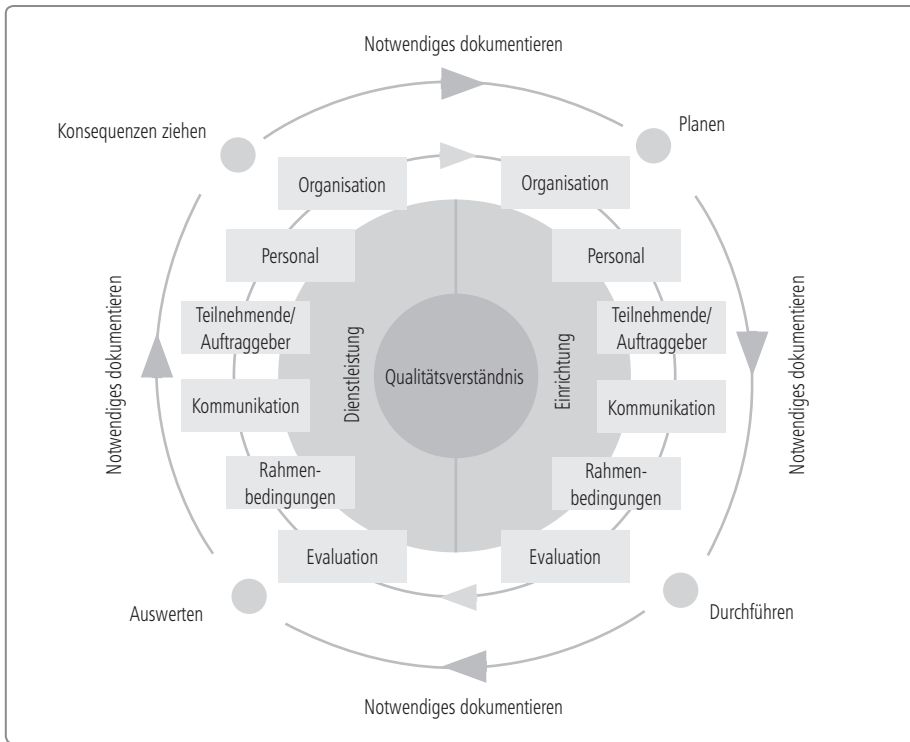 Notwendiges dokumentieren
Konsequenzen ziehen
Planen
Organisation
Organisation
Personal
Personal
Teilnehmende/
Auftraggeber
Teilnehmende/
Auftraggeber
Notwendiges dokumentieren
Dienstleistung
Qualitätsverständnis
Einrichtung
Notwendiges dokumentieren
Kommunikation
Kommunikation
Rahmen-
bedingungen
Rahmen-
bedingungen
Evaluation
Evaluation
Auswerten
Durchführen
Notwendiges dokumentieren